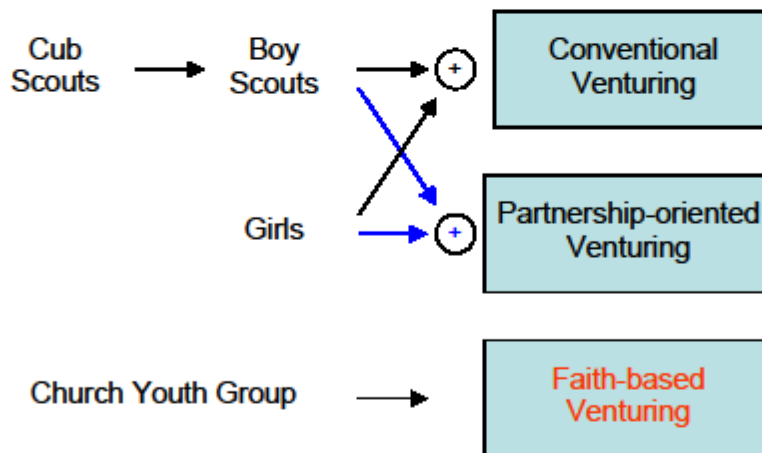 Cub
Scouts
Boy
Scouts
+
Conventional
Venturing
Girls
+
Partnership-oriented
Venturing
Church Youth Group
Faith-based
Venturing